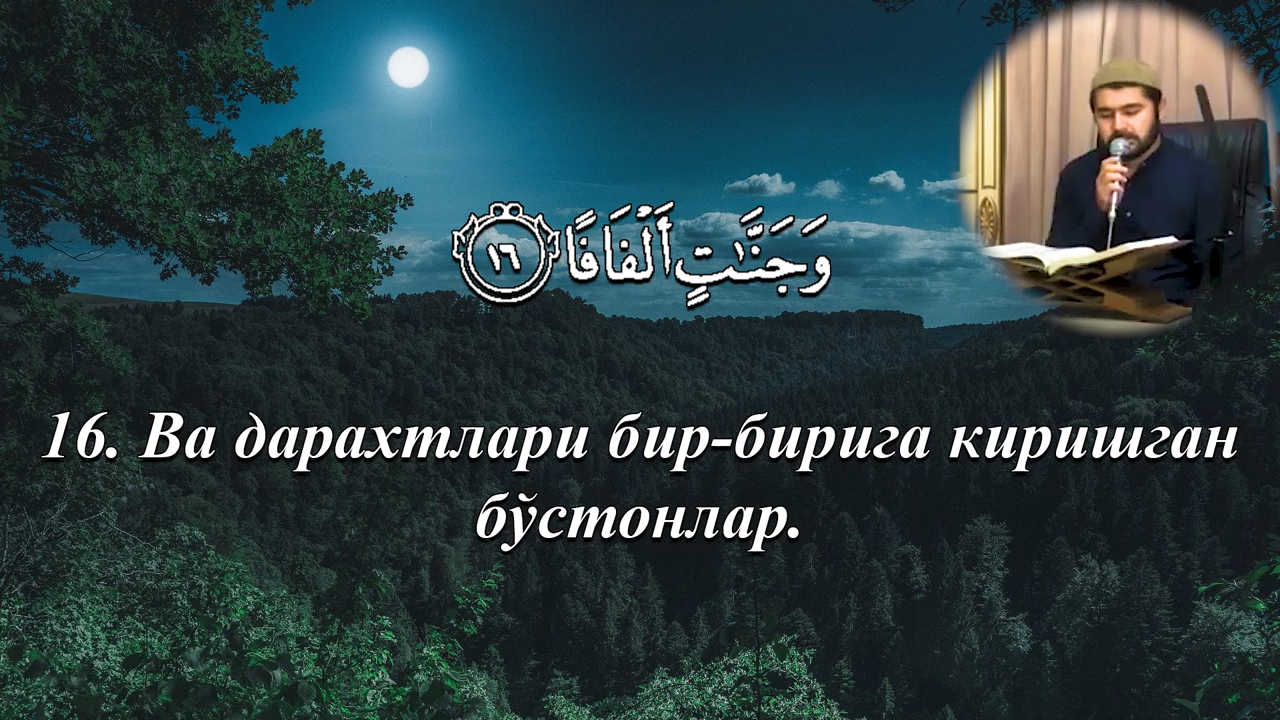 وَجَنَّٰتٍ أَلْفَافًا ١٦
16. Ва дарахтлари бир-бирига киришган
бўстонлар.